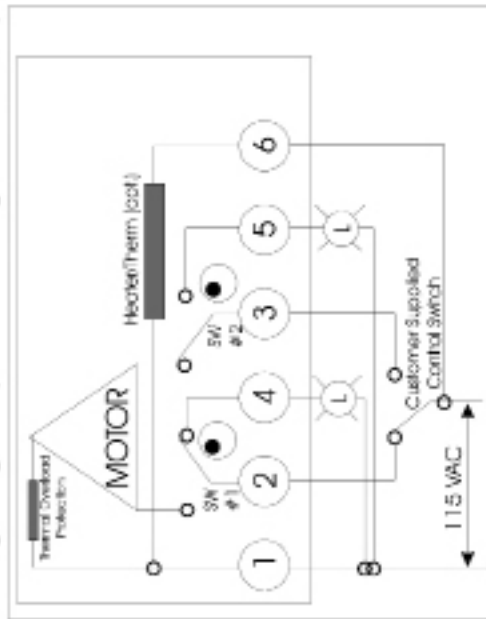 Thermal Overload
Protection
MOTOR
Heater/Therm (opt.)
SW
#1
SW
#2
1
2
4
3
5
6
L
L
Customer Supplied
Control Switch
115 VAC